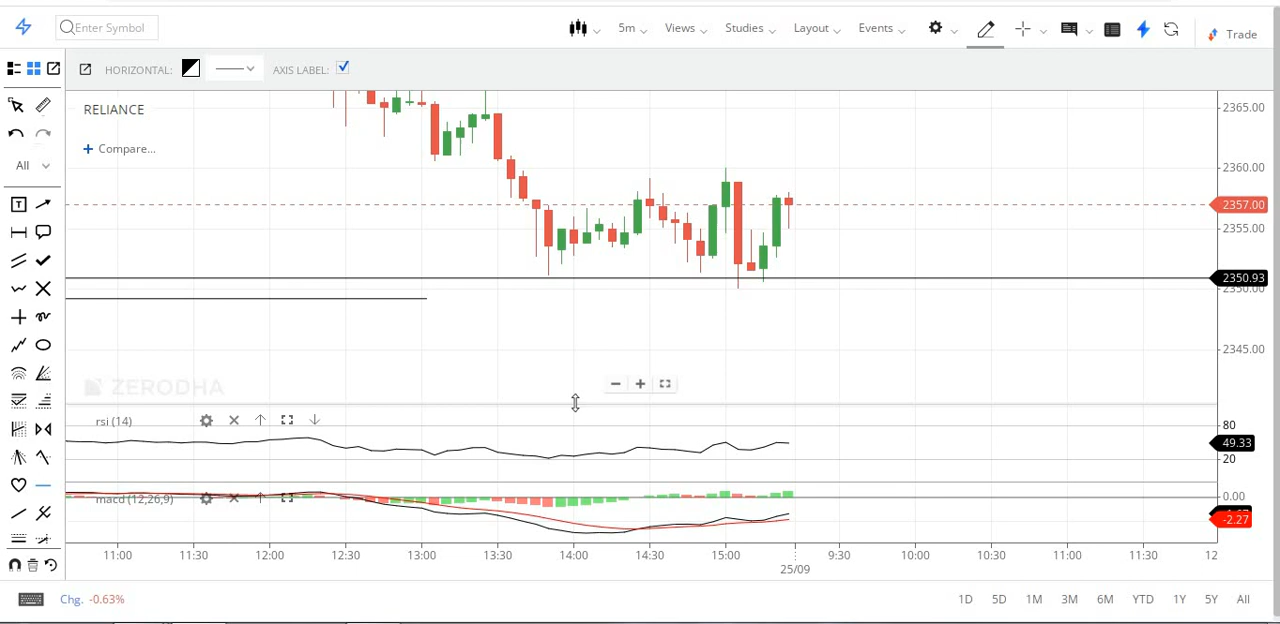 Enter Symbol 5m Views Studies Layout Events Trade
HORIZONTAL: AXIS LABEL:
RELIANCE
Compare...
All
T
2365.00
2360.00
2357.00
2355.00
2350.93
2350.00
2345.00
ZERODHA
rsi (14)
80
49.33
20
macd (12,26,9)
0.00
-2.27
11:00 11:30 12:00 12:30 13:00 13:30 14:00 14:30 15:00 9:30 10:00 10:30 11:00 11:30 12
25/09
Chg. -0.63% 1D 5D 1M 3M 6M YTD 1Y 5Y All